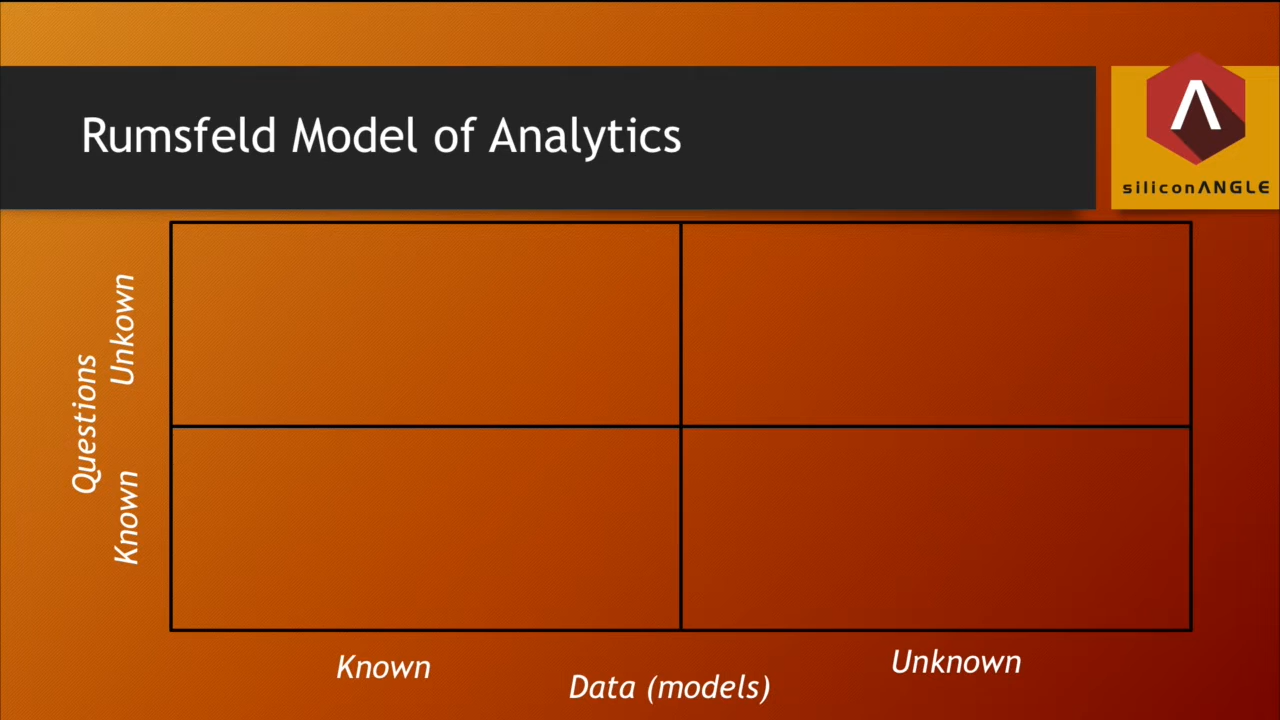 Rumsfeld Model of Analytics
siliconANGLE
Questions
Unkown
Known
Known
Unknown
Data (models)